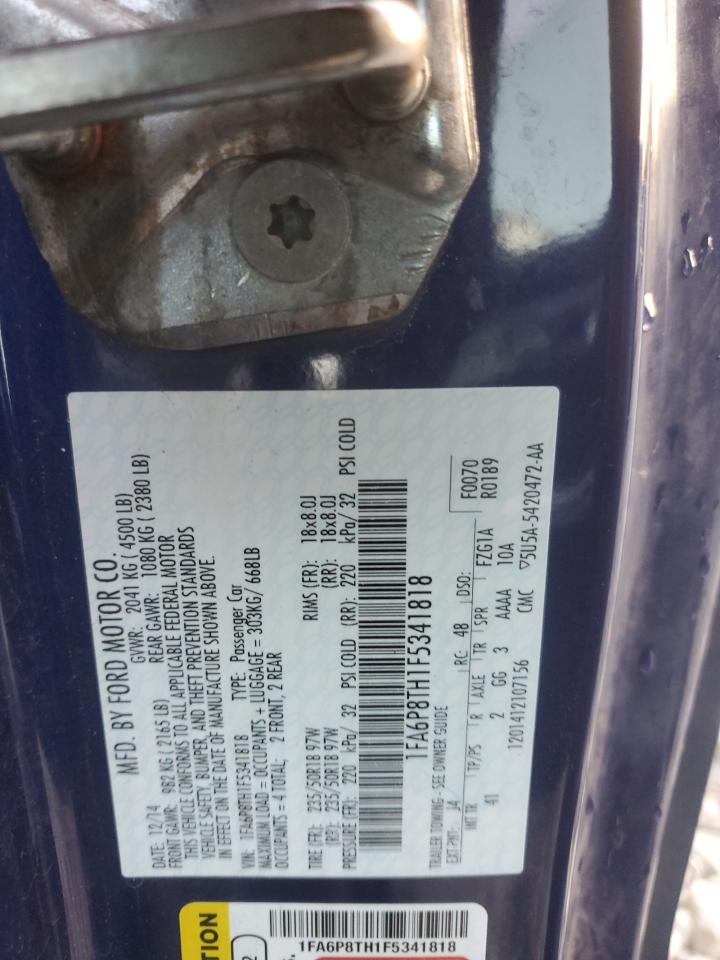 MFD. BY FORD MOTOR CO.
DATE: 12/14 GVWR: 2041 KG ( 4500 LB)
FRONT GAWR: 982 KG ( 2165 LB) REAR GAWR: 1080 KG ( 2380 LB)
THIS VEHICLE CONFORMS TO ALL APPLICABLE FEDERAL MOTOR
VEHICLE SAFETY, BUMPER, AND THEFT PREVENTION STANDARDS
IN EFFECT ON THE DATE OF MANUFACTURE SHOWN ABOVE.
VIN: 1FA6P8TH1F5341818 TYPE: Passenger Car
MAXIMUM LOAD = OCCUPANTS + LUGGAGE = 303KG/ 668LB
OCCUPANTS = 4 TOTAL; 2 FRONT, 2 REAR
TIRE (FR): 235/50R18 97W RIMS (FR): 18x8.0J
(RR): 235/50R18 97W (RR): 18x8.0J
PRESSURE (FR): 220 kPa/ 32 PSI COLD (RR): 220 kPa/ 32 PSI COLD
1FA6P8TH1F5341818
TRAILER TOWING - SEE OWNER GUIDE F0070
EXT PNT: J4 RC: 48 DSO: R0189
INT TR TP/PS R AXLE TR SPR FZG1A
41 2 GG 3 AAAA 10A
1201412107156 CMC ▽5U5A-5420472-AA
TION
2
1FA6P8TH1F5341818